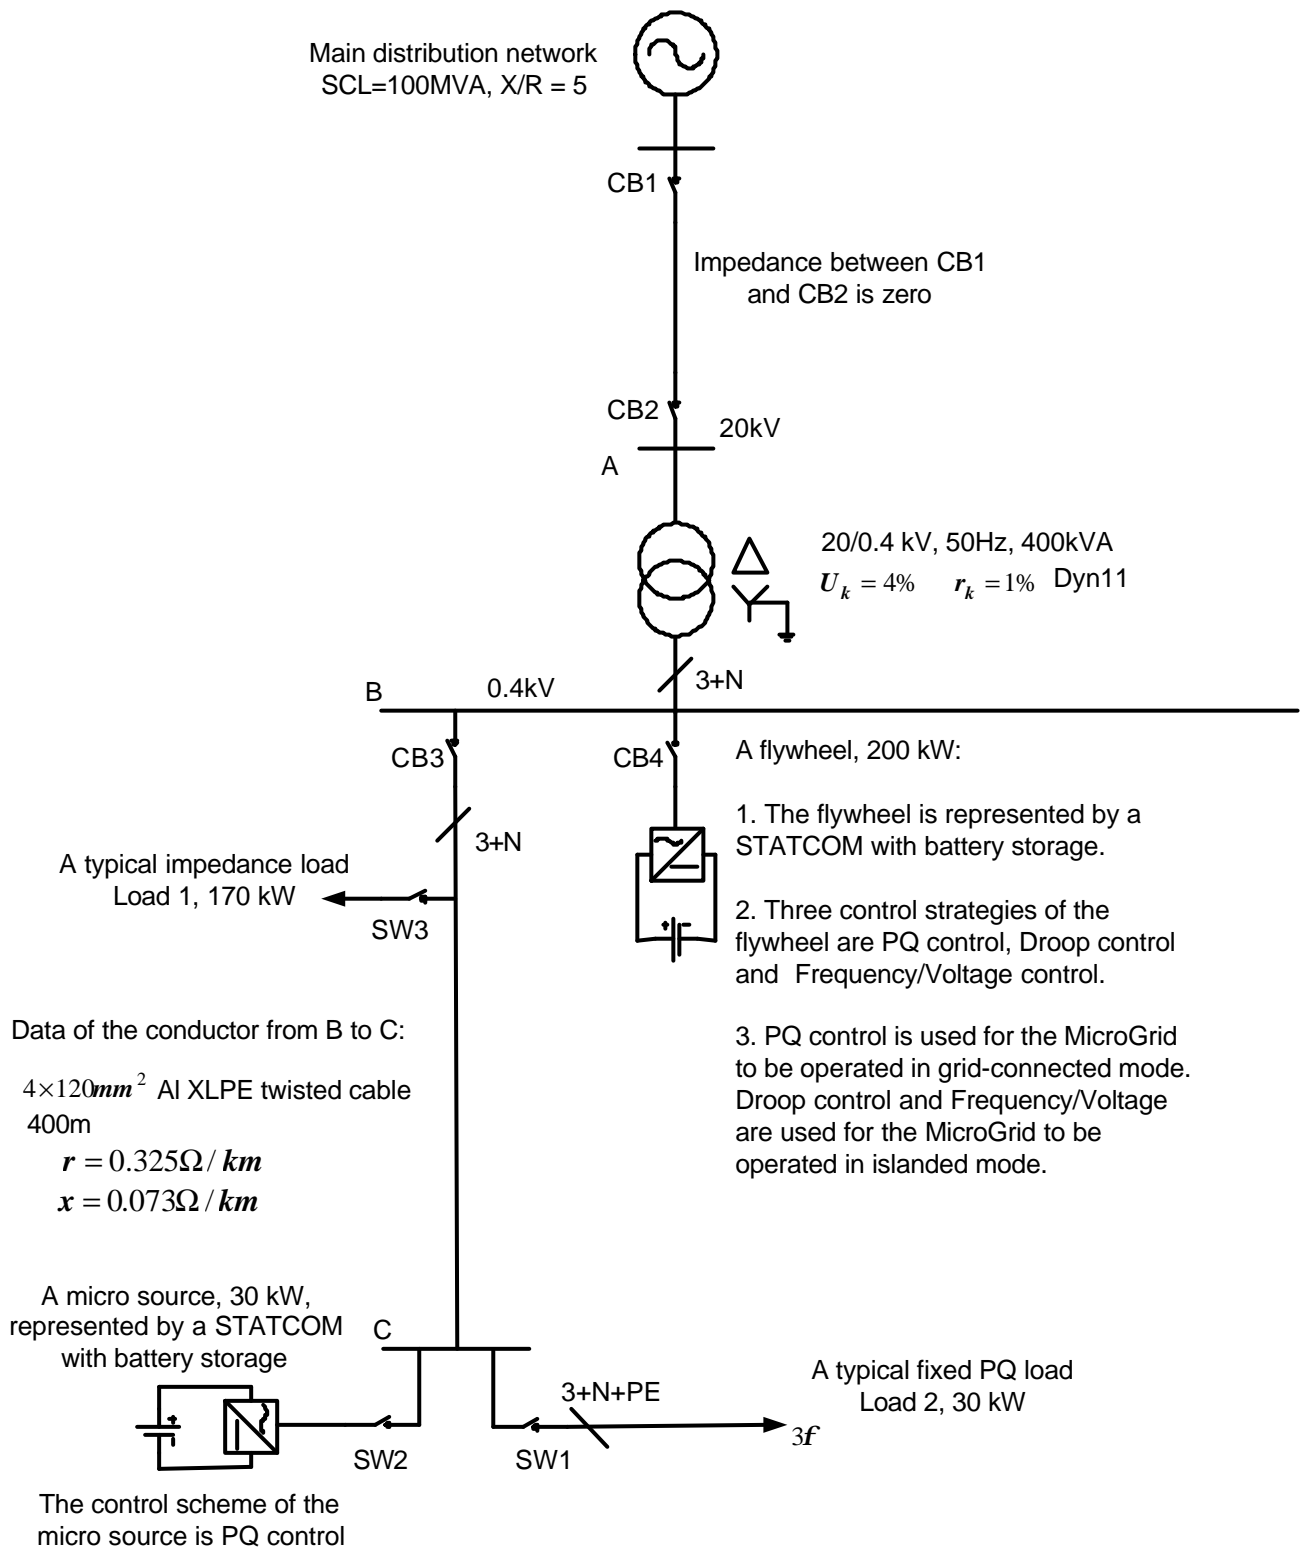 Main distribution network
SCL=100MVA, X/R = 5
CB1
Impedance between CB1
and CB2 is zero
CB2
20kV
A
20/0.4 kV, 50Hz, 400kVA
U_k = 4% r_k = 1% Dyn11
3+N
B
0.4kV
CB3
CB4
A flywheel, 200 kW:
1. The flywheel is represented by a
STATCOM with battery storage.
2. Three control strategies of the
flywheel are PQ control, Droop control
and Frequency/Voltage control.
3. PQ control is used for the MicroGrid
to be operated in grid-connected mode.
Droop control and Frequency/Voltage
are used for the MicroGrid to be
operated in islanded mode.
3+N
A typical impedance load
Load 1, 170 kW
SW3
Data of the conductor from B to C:
4×120mm² Al XLPE twisted cable
400m
r = 0.325Ω / km
x = 0.073Ω / km
A micro source, 30 kW,
represented by a STATCOM
with battery storage
C
3+N+PE
A typical fixed PQ load
Load 2, 30 kW
3f
SW2
SW1
The control scheme of the
micro source is PQ control